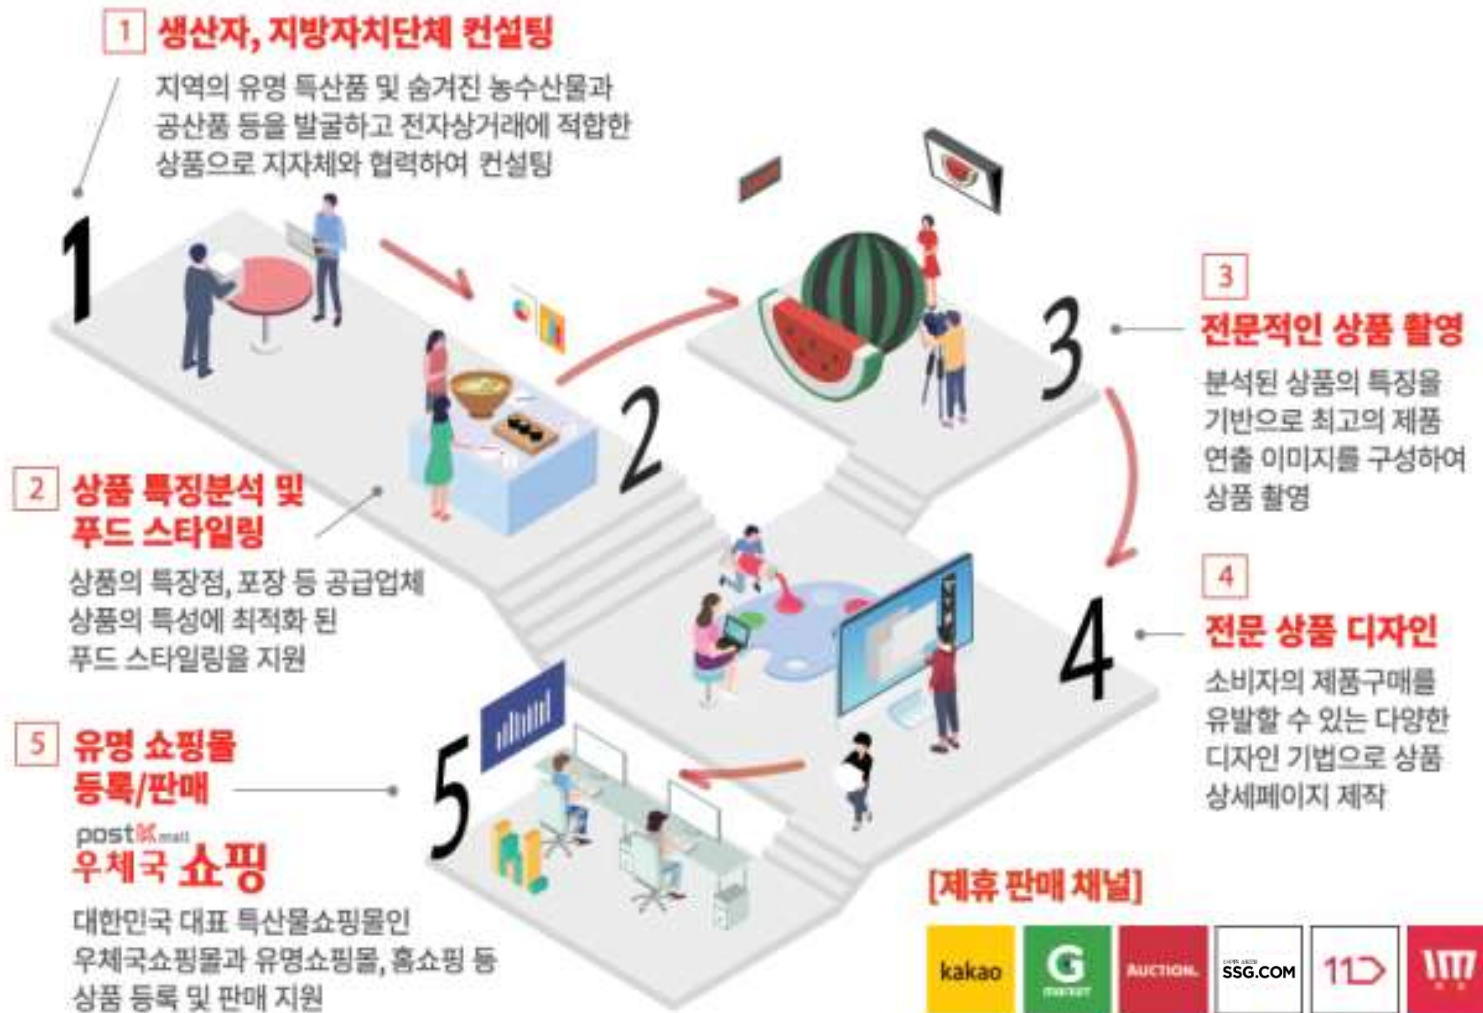 1 생산자, 지방자치단체 컨설팅
지역의 유명 특산품 및 숨겨진 농수산물과
공산품 등을 발굴하고 전자상거래에 적합한
상품으로 지자체와 협력하여 컨설팅
1
2
2 상품 특징분석 및
푸드 스타일링
상품의 특장점, 포장 등 공급업체
상품의 특성에 최적화 된
푸드 스타일링을 지원
3
3
전문적인 상품 촬영
분석된 상품의 특징을
기반으로 최고의 제품
연출 이미지를 구성하여
상품 촬영
4
4
전문 상품 디자인
소비자의 제품구매를
유발할 수 있는 다양한
디자인 기법으로 상품
상세페이지 제작
5
5 유명 쇼핑몰
등록/판매
post mall
우체국 쇼핑
대한민국 대표 특산물쇼핑몰인
우체국쇼핑몰과 유명쇼핑몰, 홈쇼핑 등
상품 등록 및 판매 지원
[제휴 판매 채널]
kakao
G
market
AUCTION.
SSG.COM
11